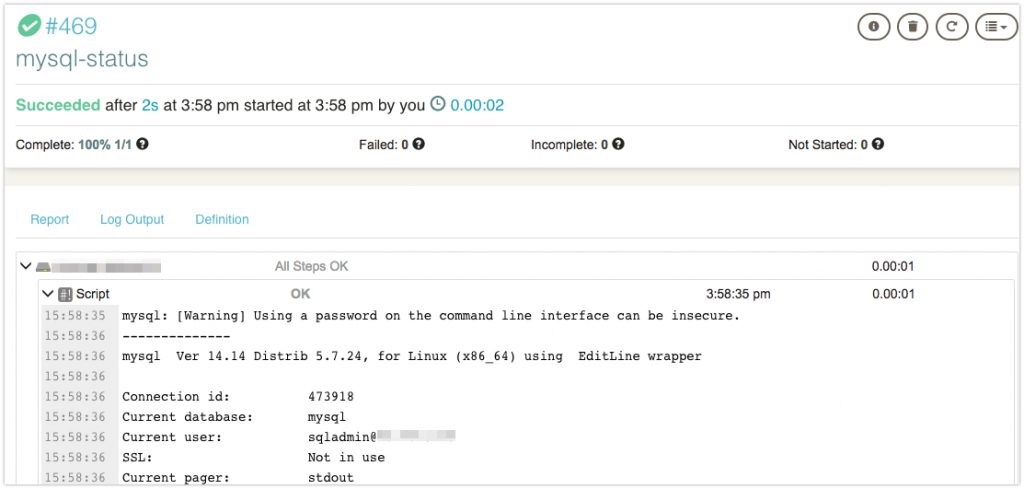 #469
mysql-status
Succeeded after 2s at 3:58 pm started at 3:58 pm by you 0.00:02
Complete: 100% 1/1 Failed: 0 Incomplete: 0 Not Started: 0
Report Log Output Definition
All Steps OK 0.00:01
#! Script OK 3:58:35 pm 0.00:01
15:58:35 mysql: [Warning] Using a password on the command line interface can be insecure.
15:58:36 --------------
15:58:36 mysql  Ver 14.14 Distrib 5.7.24, for Linux (x86_64) using  EditLine wrapper
15:58:36
15:58:36 Connection id: 473918
15:58:36 Current database: mysql
15:58:36 Current user: sqladmin@
15:58:36 SSL: Not in use
15:58:36 Current pager: stdout